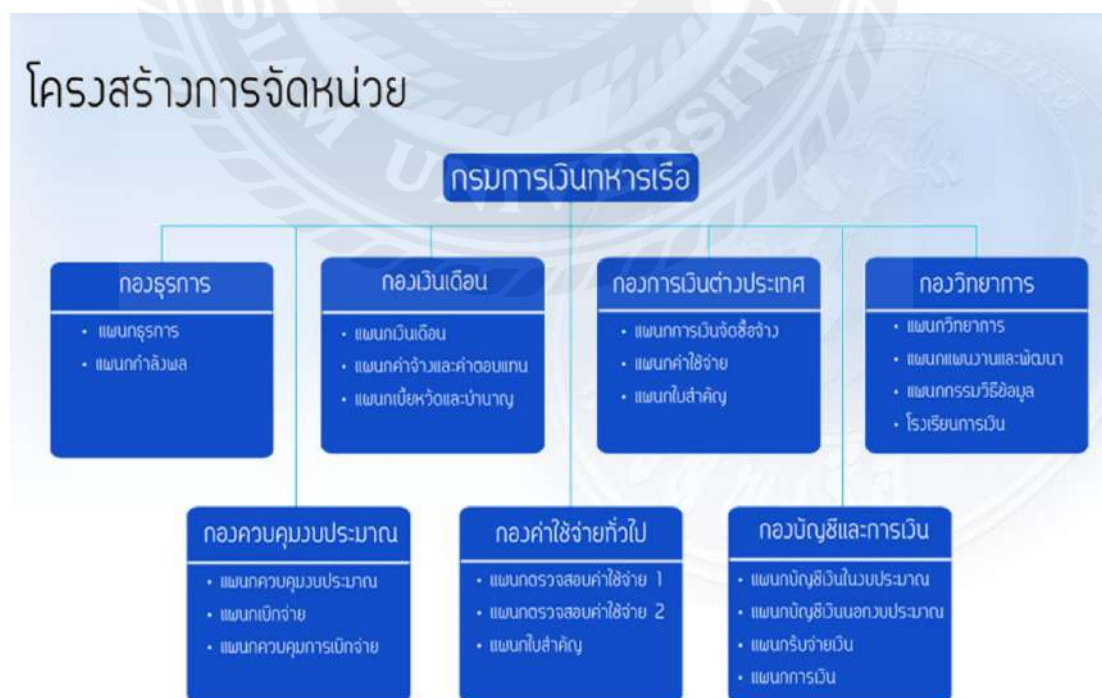 SIAM UNIVERSITY
โครงสร้างการจัดหน่วย
กรมการเงินทหารเรือ
กองธุรการ
• แผนกธุรการ
• แผนกกำลังพล
กองเงินเดือน
• แผนกเงินเดือน
• แผนกค่าจ้างและค่าตอบแทน
• แผนกเบี้ยหวัดและบำนาญ
กองการเงินต่างประเทศ
• แผนกการเงินจัดซื้อจ้าง
• แผนกค่าใช้จ่าย
• แผนกใบสำคัญ
กองวิทยาการ
• แผนกวิทยาการ
• แผนกแผนงานและพัฒนา
• แผนกกรรมวิธีข้อมูล
• โรงเรียนการเงิน
กองควบคุมงบประมาณ
• แผนกควบคุมงบประมาณ
• แผนกเบิกจ่าย
• แผนกควบคุมการเบิกจ่าย
กองค่าใช้จ่ายทั่วไป
• แผนกตรวจสอบค่าใช้จ่าย 1
• แผนกตรวจสอบค่าใช้จ่าย 2
• แผนกใบสำคัญ
กองบัญชีและการเงิน
• แผนกบัญชีเงินในงบประมาณ
• แผนกบัญชีเงินนอกงบประมาณ
• แผนกรับจ่ายเงิน
• แผนกการเงิน